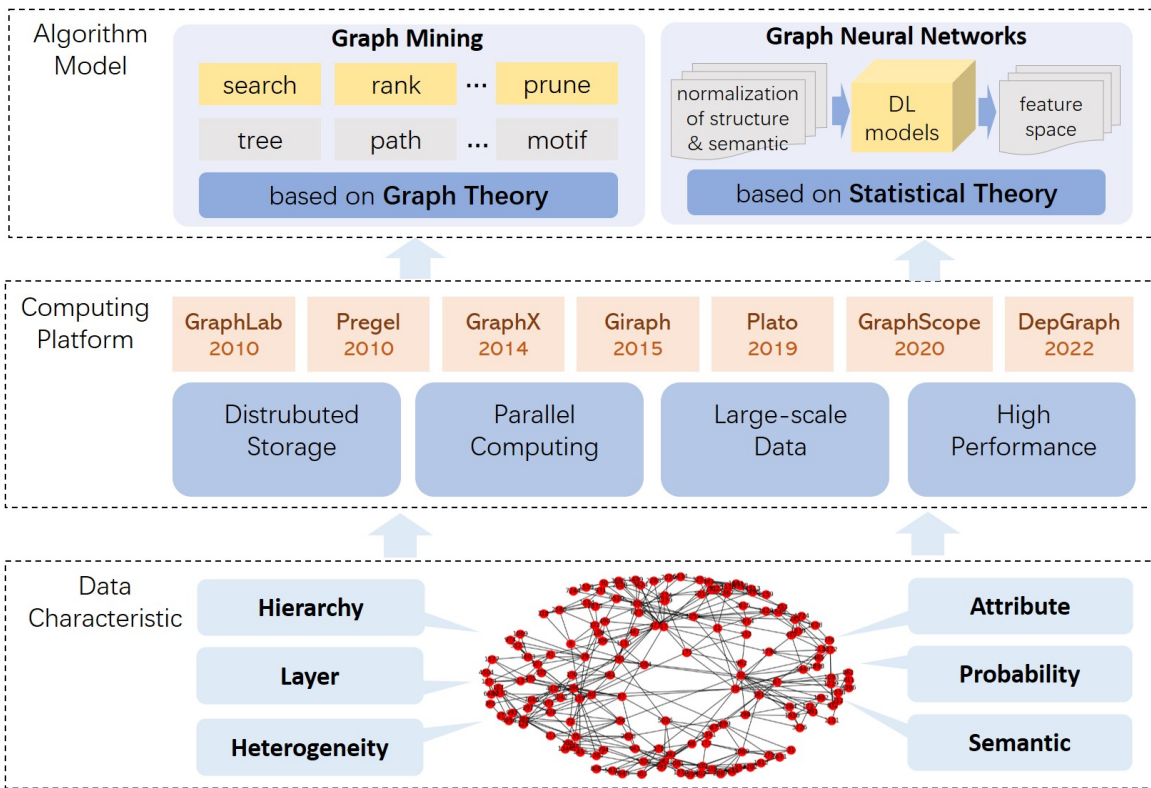 Algorithm
Model
Graph Mining
search
rank
...
prune
tree
path
...
motif
based on Graph Theory
Graph Neural Networks
normalization
of structure
& semantic
DL
models
feature
space
based on Statistical Theory
Computing
Platform
GraphLab
2010
Pregel
2010
GraphX
2014
Giraph
2015
Plato
2019
GraphScope
2020
DepGraph
2022
Distrubuted
Storage
Parallel
Computing
Large-scale
Data
High
Performance
Data
Characteristic
Hierarchy
Layer
Heterogeneity
Attribute
Probability
Semantic